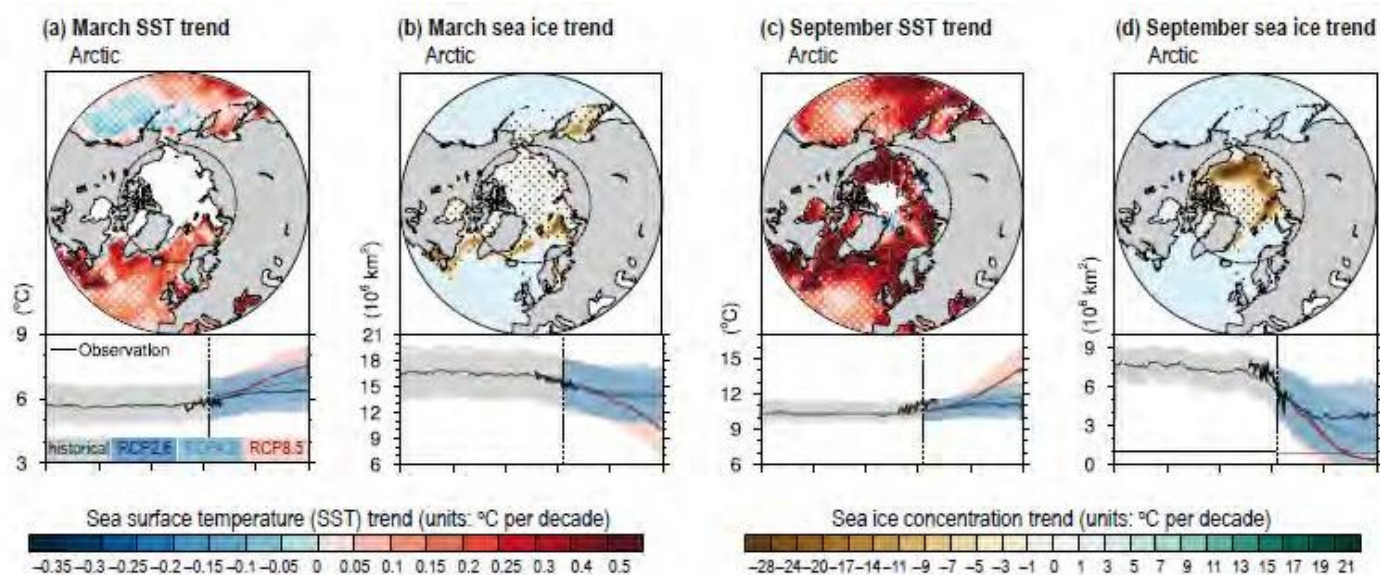 (a) March SST trend
Arctic
(b) March sea ice trend
Arctic
(c) September SST trend
Arctic
(d) September sea ice trend
Arctic
(°C)
9
6
3
Observation
historical RCP2.6 RCP8.5
(10⁶ km²)
21
18
15
12
9
6
(°C)
15
12
9
6
(10⁶ km²)
9
6
3
0
Sea surface temperature (SST) trend (units: °C per decade)
−0.35 −0.3 −0.25 −0.2 −0.15 −0.1 −0.05 0 0.05 0.1 0.15 0.2 0.25 0.3 0.4 0.5
Sea ice concentration trend (units: °C per decade)
−28 −24 −20 −17 −14 −11 −9 −7 −5 −3 −1 0 1 3 5 7 9 11 13 15 17 19 21